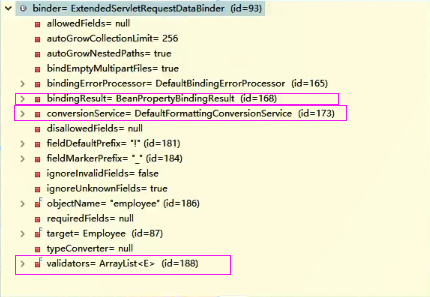 binder= ExtendedServletRequestDataBinder (id=93)
allowedFields= null
autoGrowCollectionLimit= 256
autoGrowNestedPaths= true
bindEmptyMultipartFiles= true
bindingErrorProcessor= DefaultBindingErrorProcessor (id=165)
bindingResult= BeanPropertyBindingResult (id=168)
conversionService= DefaultFormattingConversionService (id=173)
disallowedFields= null
fieldDefaultPrefix= "!" (id=181)
fieldMarkerPrefix= "_" (id=184)
ignoreInvalidFields= false
ignoreUnknownFields= true
objectName= "employee" (id=186)
requiredFields= null
target= Employee (id=87)
typeConverter= null
validators= ArrayList<E> (id=188)